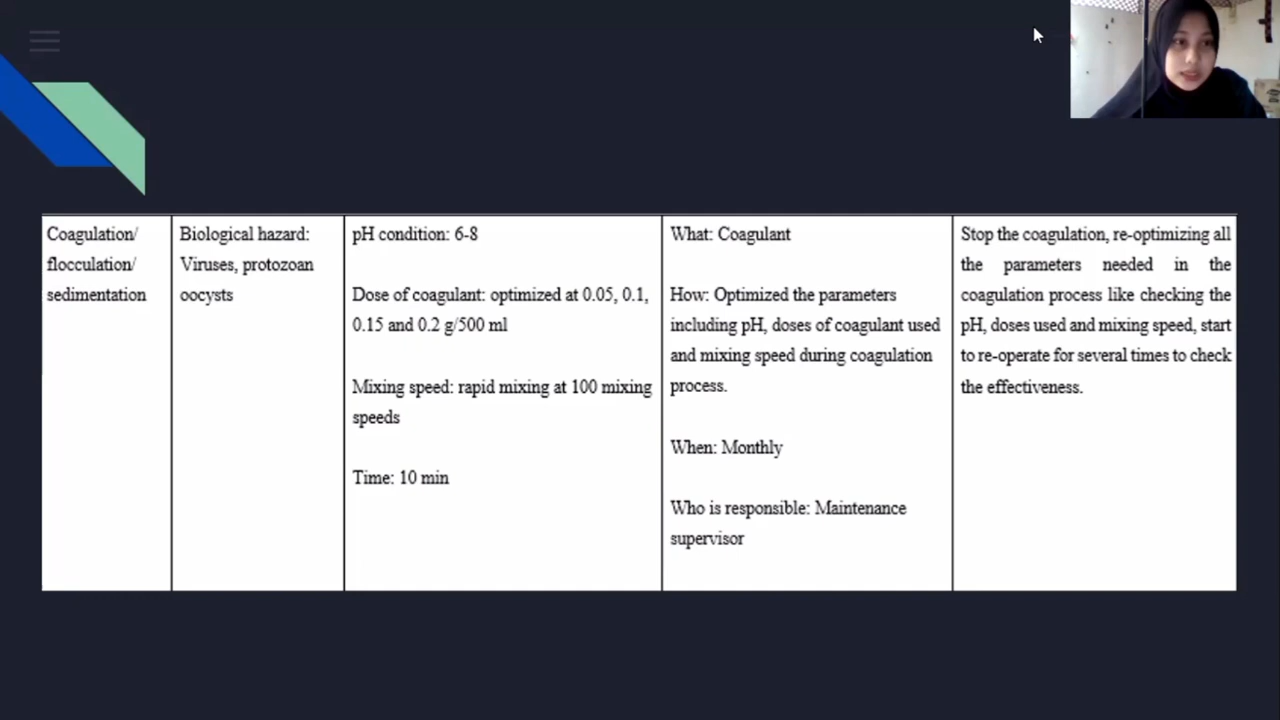 Coagulation/
flocculation/
sedimentation
Biological hazard:
Viruses, protozoan
oocysts
pH condition: 6-8
Dose of coagulant: optimized at 0.05, 0.1,
0.15 and 0.2 g/500 ml
Mixing speed: rapid mixing at 100 mixing
speeds
Time: 10 min
What: Coagulant
How: Optimized the parameters
including pH, doses of coagulant used
and mixing speed during coagulation
process.
When: Monthly
Who is responsible: Maintenance
supervisor
Stop the coagulation, re-optimizing all
the parameters needed in the
coagulation process like checking the
pH, doses used and mixing speed, start
to re-operate for several times to check
the effectiveness.